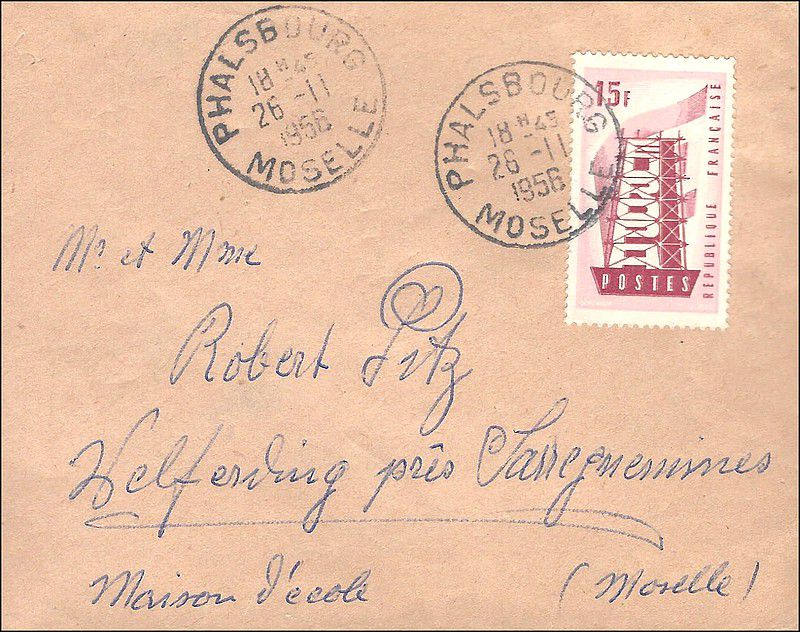 PHALSBOURG
18H45
26-11
1956
MOSELLE
PHALSBOURG
18H45
26-11
1956
MOSELLE
15F
EUROPA
POSTES
REPUBLIQUE FRANÇAISE
Mr et Mme
Robert Pitz
Welferding près Sarreguemines
Maison d'école
(Moselle)